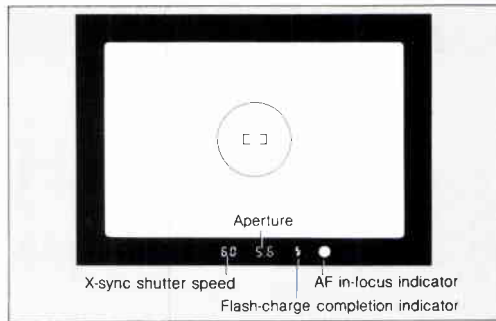 Aperture
60 5.6
X-sync shutter speed AF in-focus indicator
Flash-charge completion indicator